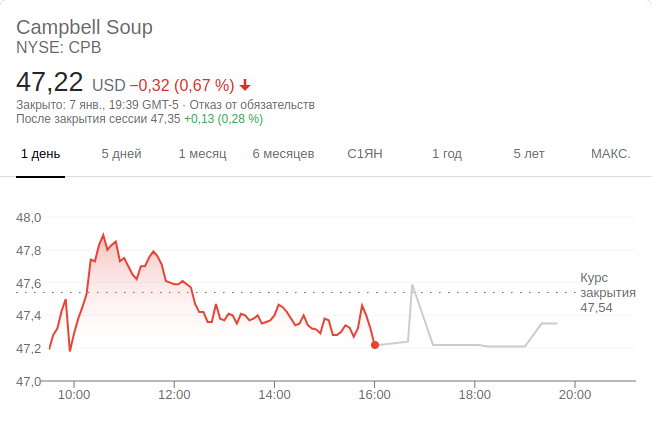 Campbell Soup
NYSE: CPB
47,22 USD −0,32 (0,67 %)
Закрыто: 7 янв., 19:39 GMT-5 · Отказ от обязательств
После закрытия сессии 47,35 +0,13 (0,28 %)
1 день 5 дней 1 месяц 6 месяцев С1ЯН 1 год 5 лет МАКС.
48,0
47,8
47,6
47,4
47,2
47,0
Курс
закрытия
47,54
10:00 12:00 14:00 16:00 18:00 20:00